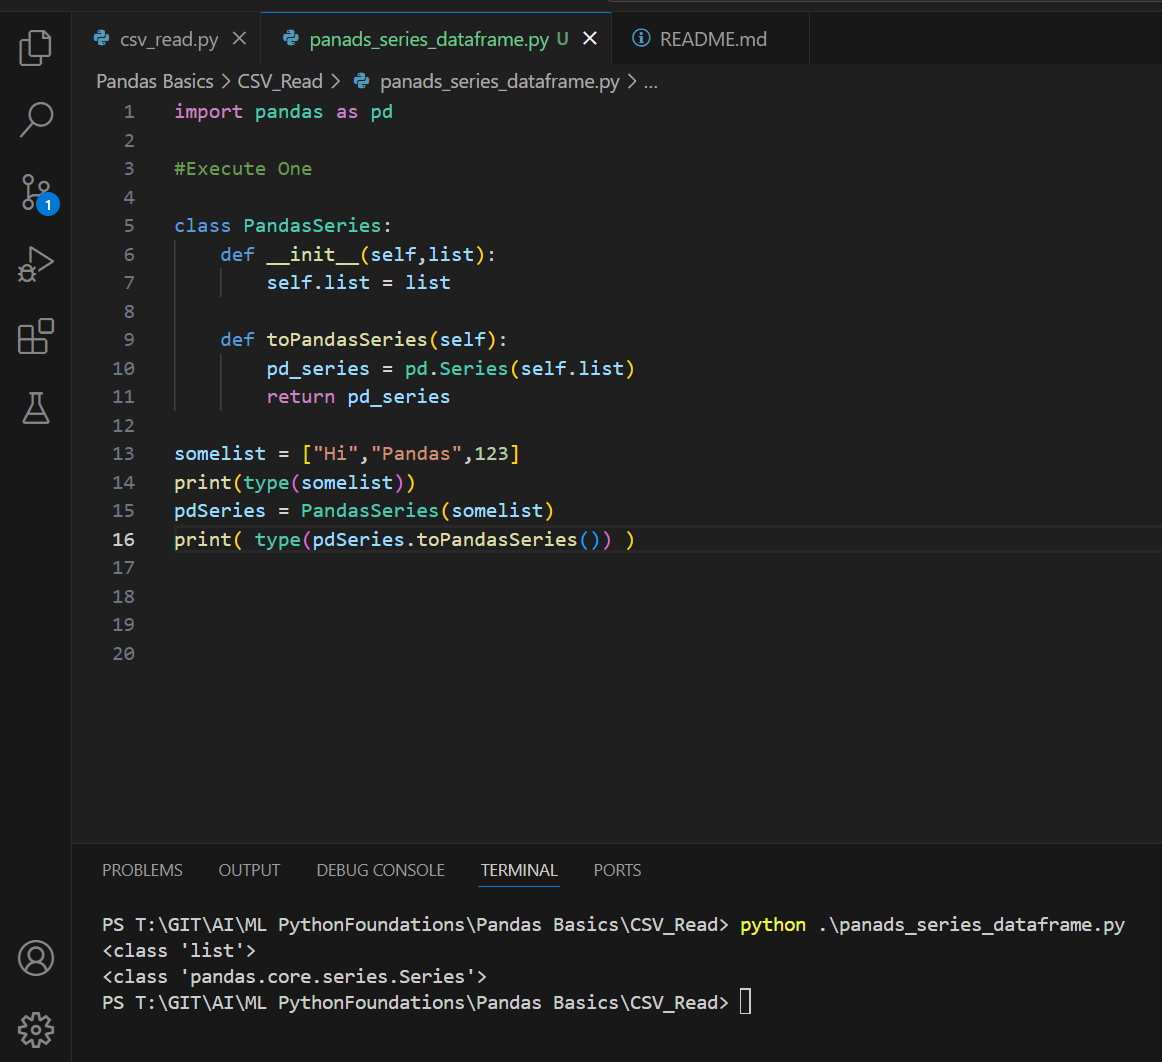 csv_read.py
panads_series_dataframe.py U
README.md
Pandas Basics > CSV_Read > panads_series_dataframe.py > ...
1 import pandas as pd
2
3 #Execute One
4
5 class PandasSeries:
6     def __init__(self,list):
7         self.list = list
8
9     def toPandasSeries(self):
10         pd_series = pd.Series(self.list)
11         return pd_series
12
13 somelist = ["Hi","Pandas",123]
14 print(type(somelist))
15 pdSeries = PandasSeries(somelist)
16 print( type(pdSeries.toPandasSeries()) )
17
18
19
20
1
PROBLEMS OUTPUT DEBUG CONSOLE TERMINAL PORTS
PS T:\GIT\AI\ML PythonFoundations\Pandas Basics\CSV_Read> python .\panads_series_dataframe.py
<class 'list'>
<class 'pandas.core.series.Series'>
PS T:\GIT\AI\ML PythonFoundations\Pandas Basics\CSV_Read>